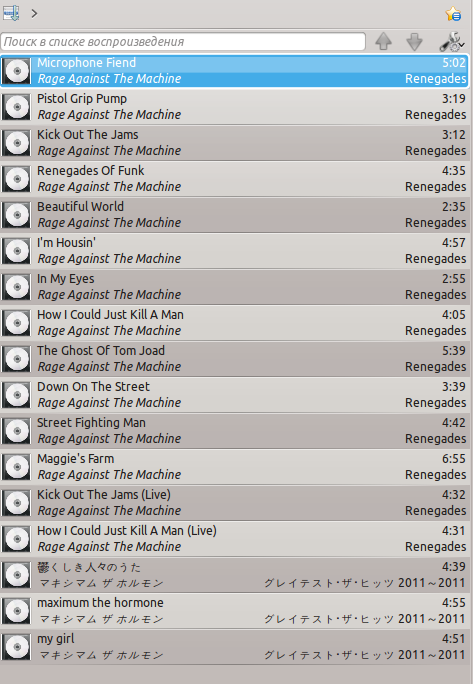 Поиск в списке воспроизведения
Microphone Fiend 5:02
Rage Against The Machine Renegades
Pistol Grip Pump 3:19
Rage Against The Machine Renegades
Kick Out The Jams 3:12
Rage Against The Machine Renegades
Renegades Of Funk 4:35
Rage Against The Machine Renegades
Beautiful World 2:35
Rage Against The Machine Renegades
I'm Housin' 4:57
Rage Against The Machine Renegades
In My Eyes 2:55
Rage Against The Machine Renegades
How I Could Just Kill A Man 4:05
Rage Against The Machine Renegades
The Ghost Of Tom Joad 5:39
Rage Against The Machine Renegades
Down On The Street 3:39
Rage Against The Machine Renegades
Street Fighting Man 4:42
Rage Against The Machine Renegades
Maggie's Farm 6:55
Rage Against The Machine Renegades
Kick Out The Jams (Live) 4:32
Rage Against The Machine Renegades
How I Could Just Kill A Man (Live) 4:31
Rage Against The Machine Renegades
鬱くしき人々のうた 4:39
マキシマム ザ ホルモン グレイテスト・ザ・ヒッツ 2011～2011
maximum the hormone 4:55
マキシマム ザ ホルモン グレイテスト・ザ・ヒッツ 2011～2011
my girl 4:51
マキシマム ザ ホルモン グレイテスト・ザ・ヒッツ 2011～2011